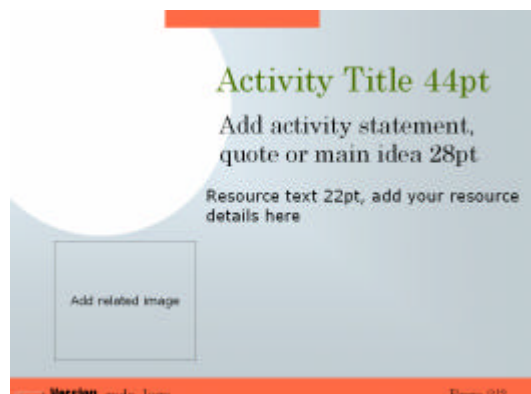 Activity Title 44pt
Add activity statement,
quote or main idea 28pt
Resource text 22pt, add your resource
details here
Add related image
Version